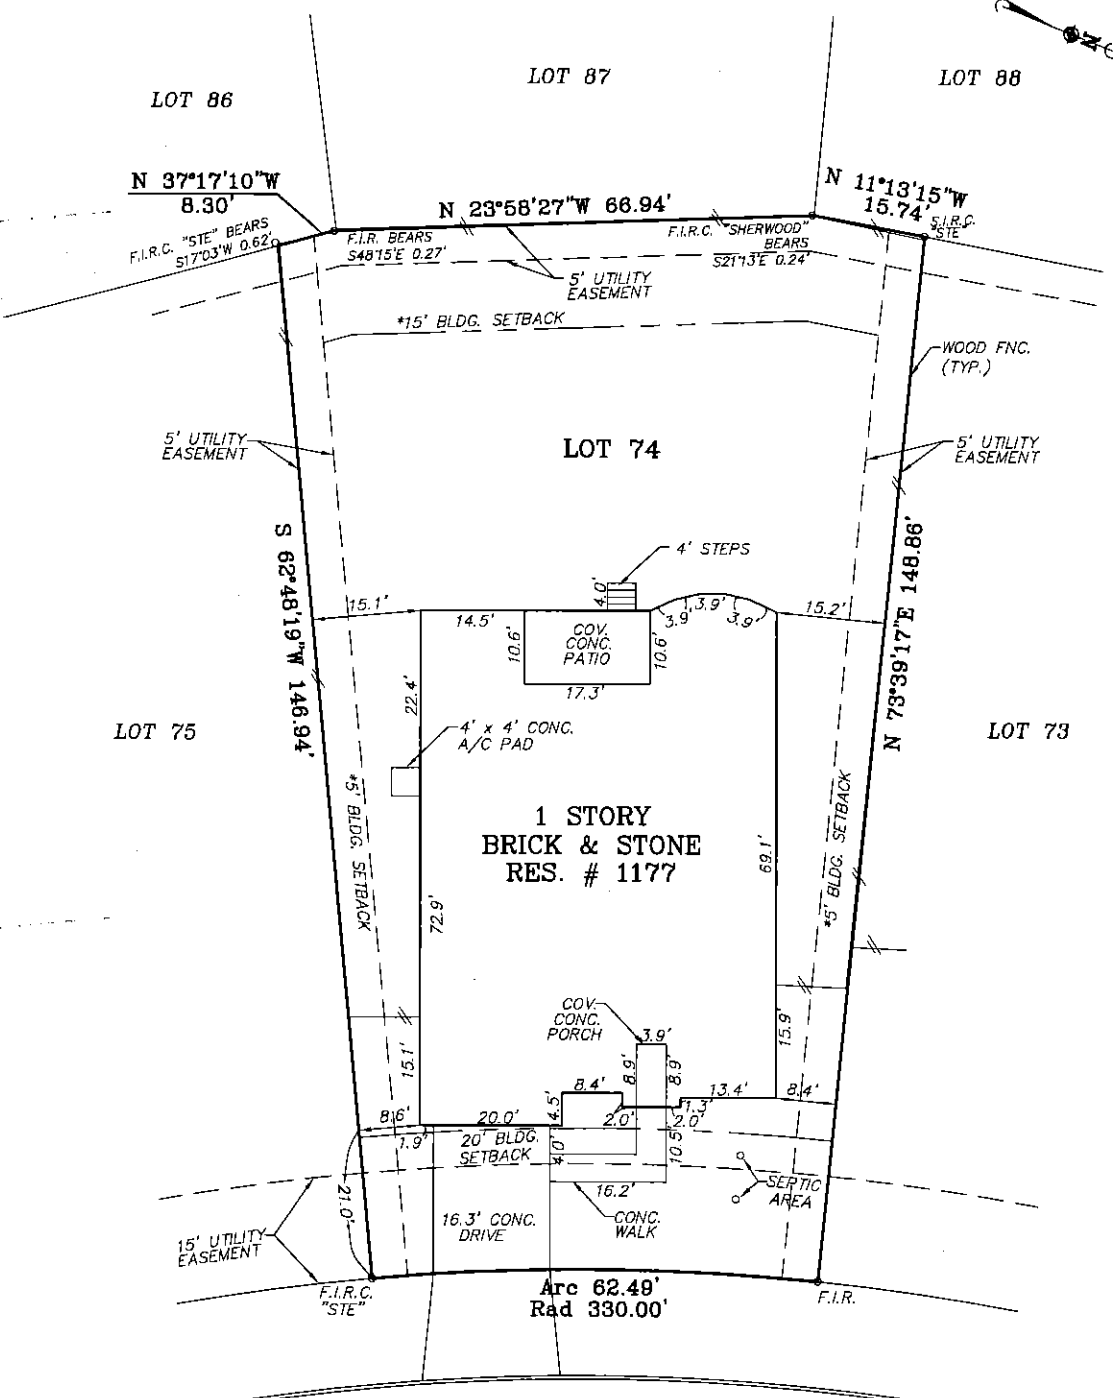 N
LOT 87
LOT 88
LOT 86
N 37°17'10"W
8.30'
N 11°13'15"W
15.74'
N 23°58'27"W 66.94'
F.I.R.C. "STE" BEARS
S17°03'W 0.62'
F.I.R. BEARS
S48°15'E 0.27'
F.I.R.C. "SHERWOOD"
BEARS
S21°13'E 0.24'
S.I.R.C.
STE
5' UTILITY
EASEMENT
*15' BLDG. SETBACK
WOOD FNC.
(TYP.)
5' UTILITY
EASEMENT
LOT 74
5' UTILITY
EASEMENT
S 62°48'19"W 146.94'
N 73°39'17"E 148.86'
4' STEPS
4.0'
15.1'
14.5'
3.9'
3.9'
3.9'
15.2'
10.6'
COV.
CONC.
PATIO
10.6'
17.3'
22.4'
4' x 4' CONC.
A/C PAD
LOT 75
LOT 73
*5' BLDG. SETBACK
*5' BLDG. SETBACK
1 STORY
BRICK & STONE
RES. # 1177
69.1'
72.9'
COV.
CONC.
PORCH
3.9'
8.9'
8.9'
15.1'
15.9'
8.4'
13.4'
8.4'
4.5'
2.0'
1.3'
2.0'
8.6'
20.0'
1.9'
20' BLDG.
SETBACK
4.0'
10.5'
16.2'
SEPTIC
AREA
21.0'
16.3' CONC.
DRIVE
CONC.
WALK
15' UTILITY
EASEMENT
F.I.R.C.
"STE"
Arc 62.49'
Rad 330.00'
F.I.R.